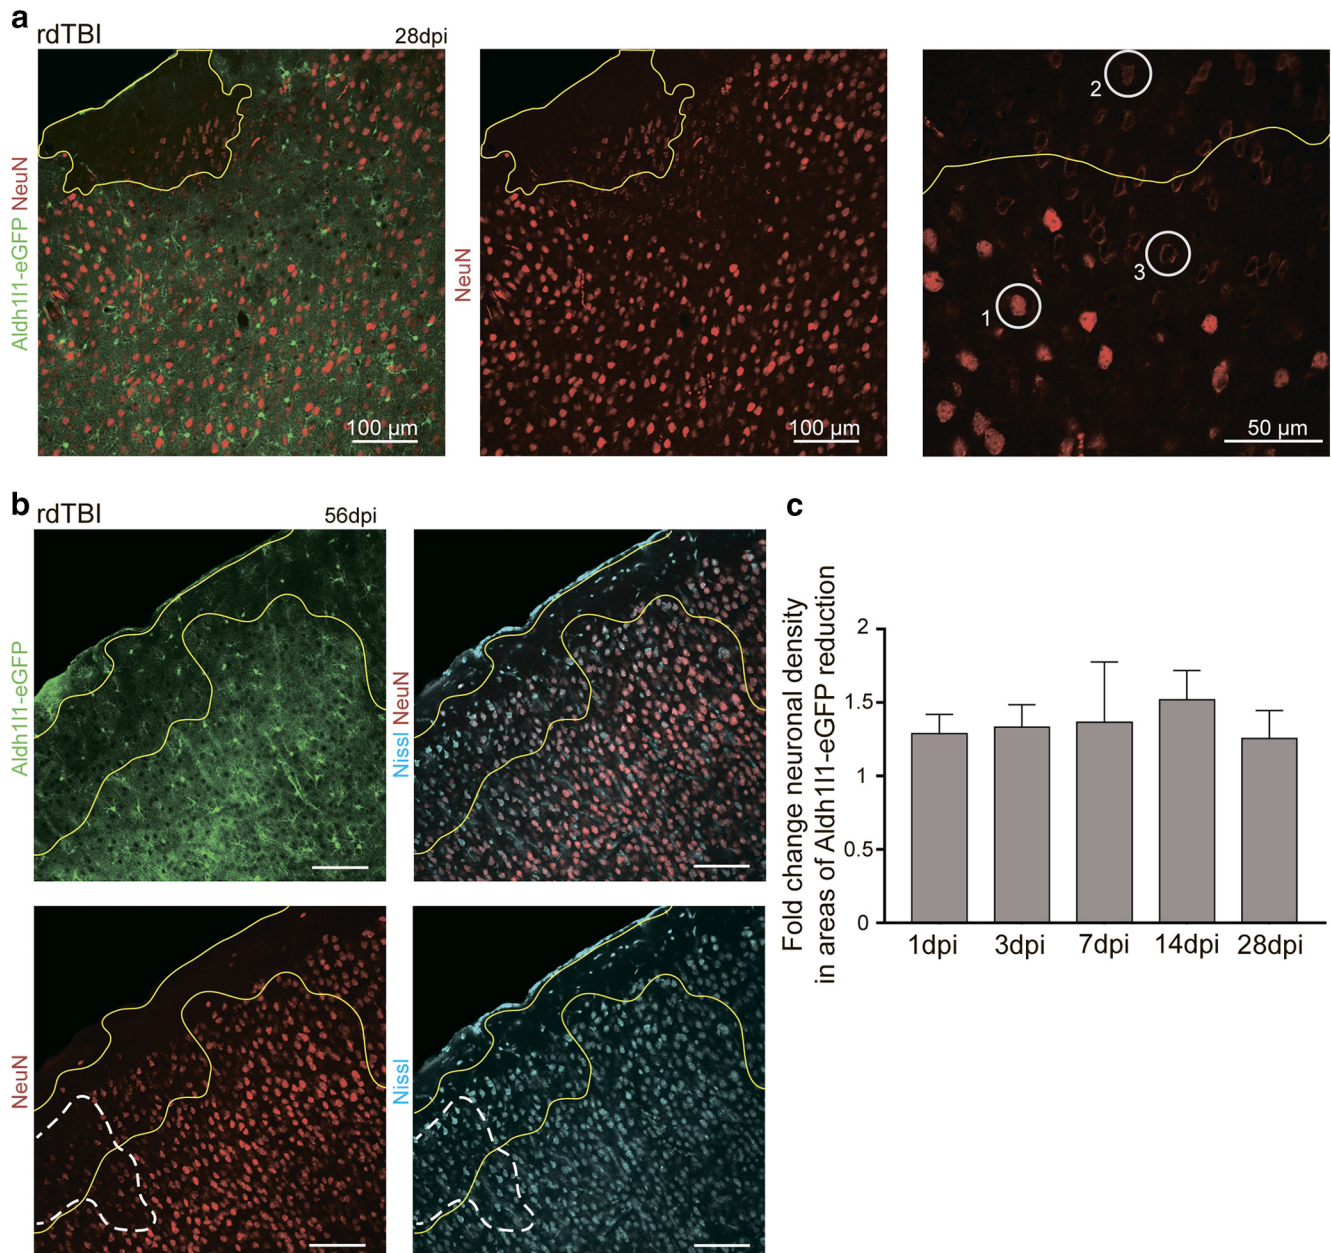 a
rdTBI
28dpi
Aldh1l1-eGFP NeuN
100 µm
NeuN
100 µm
2
3
1
50 µm
b
rdTBI
56dpi
Aldh1l1-eGFP
Nissl NeuN
NeuN
Nissl
c
Fold change neuronal density
in areas of Aldh1l1-eGFP reduction
2
1.5
1
0.5
0
1dpi
3dpi
7dpi
14dpi
28dpi